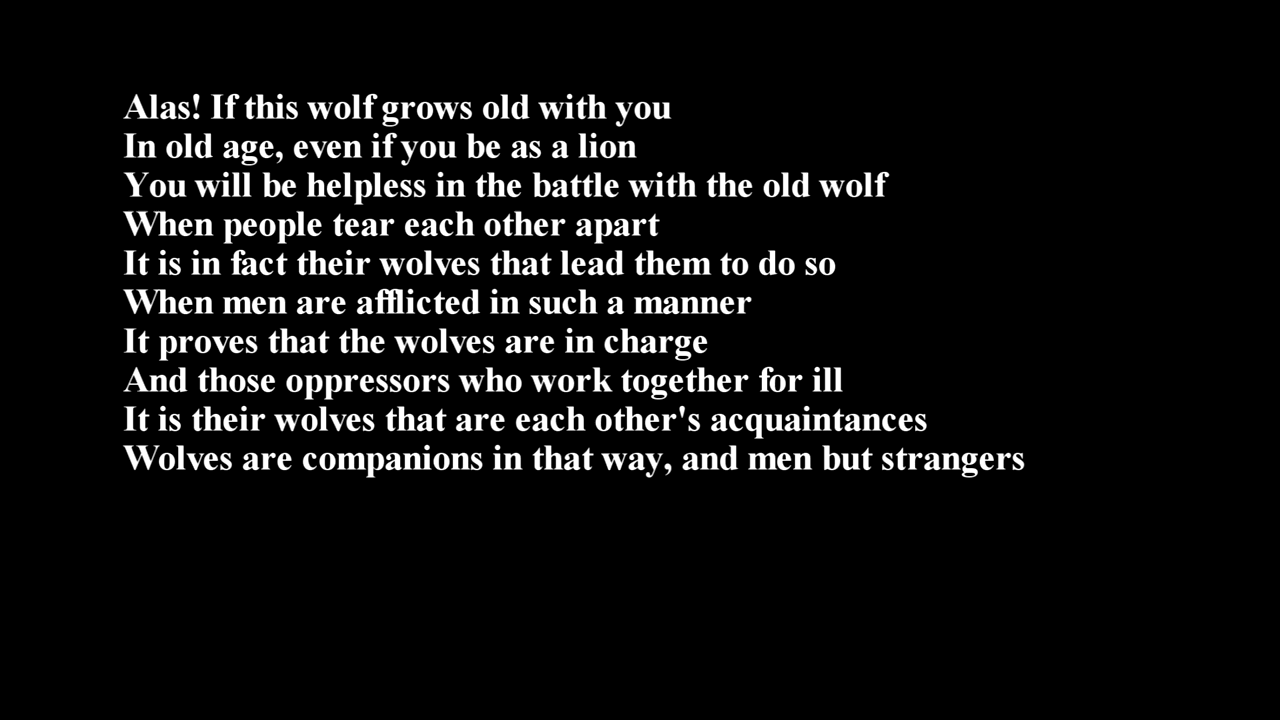 Alas! If this wolf grows old with you
In old age, even if you be as a lion
You will be helpless in the battle with the old wolf
When people tear each other apart
It is in fact their wolves that lead them to do so
When men are afflicted in such a manner
It proves that the wolves are in charge
And those oppressors who work together for ill
It is their wolves that are each other's acquaintances
Wolves are companions in that way, and men but strangers